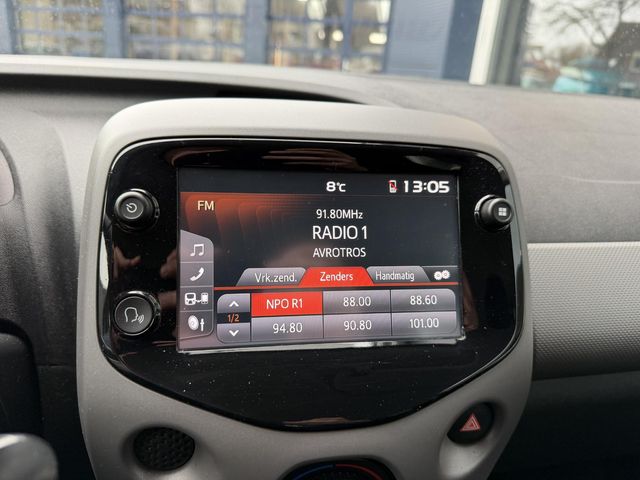 8°C 13:05
FM
91.80MHz
RADIO 1
AVROTROS
Vrk.zend. Zenders Handmatig
NPO R1 88.00 88.60
1/2
94.80 90.80 101.00